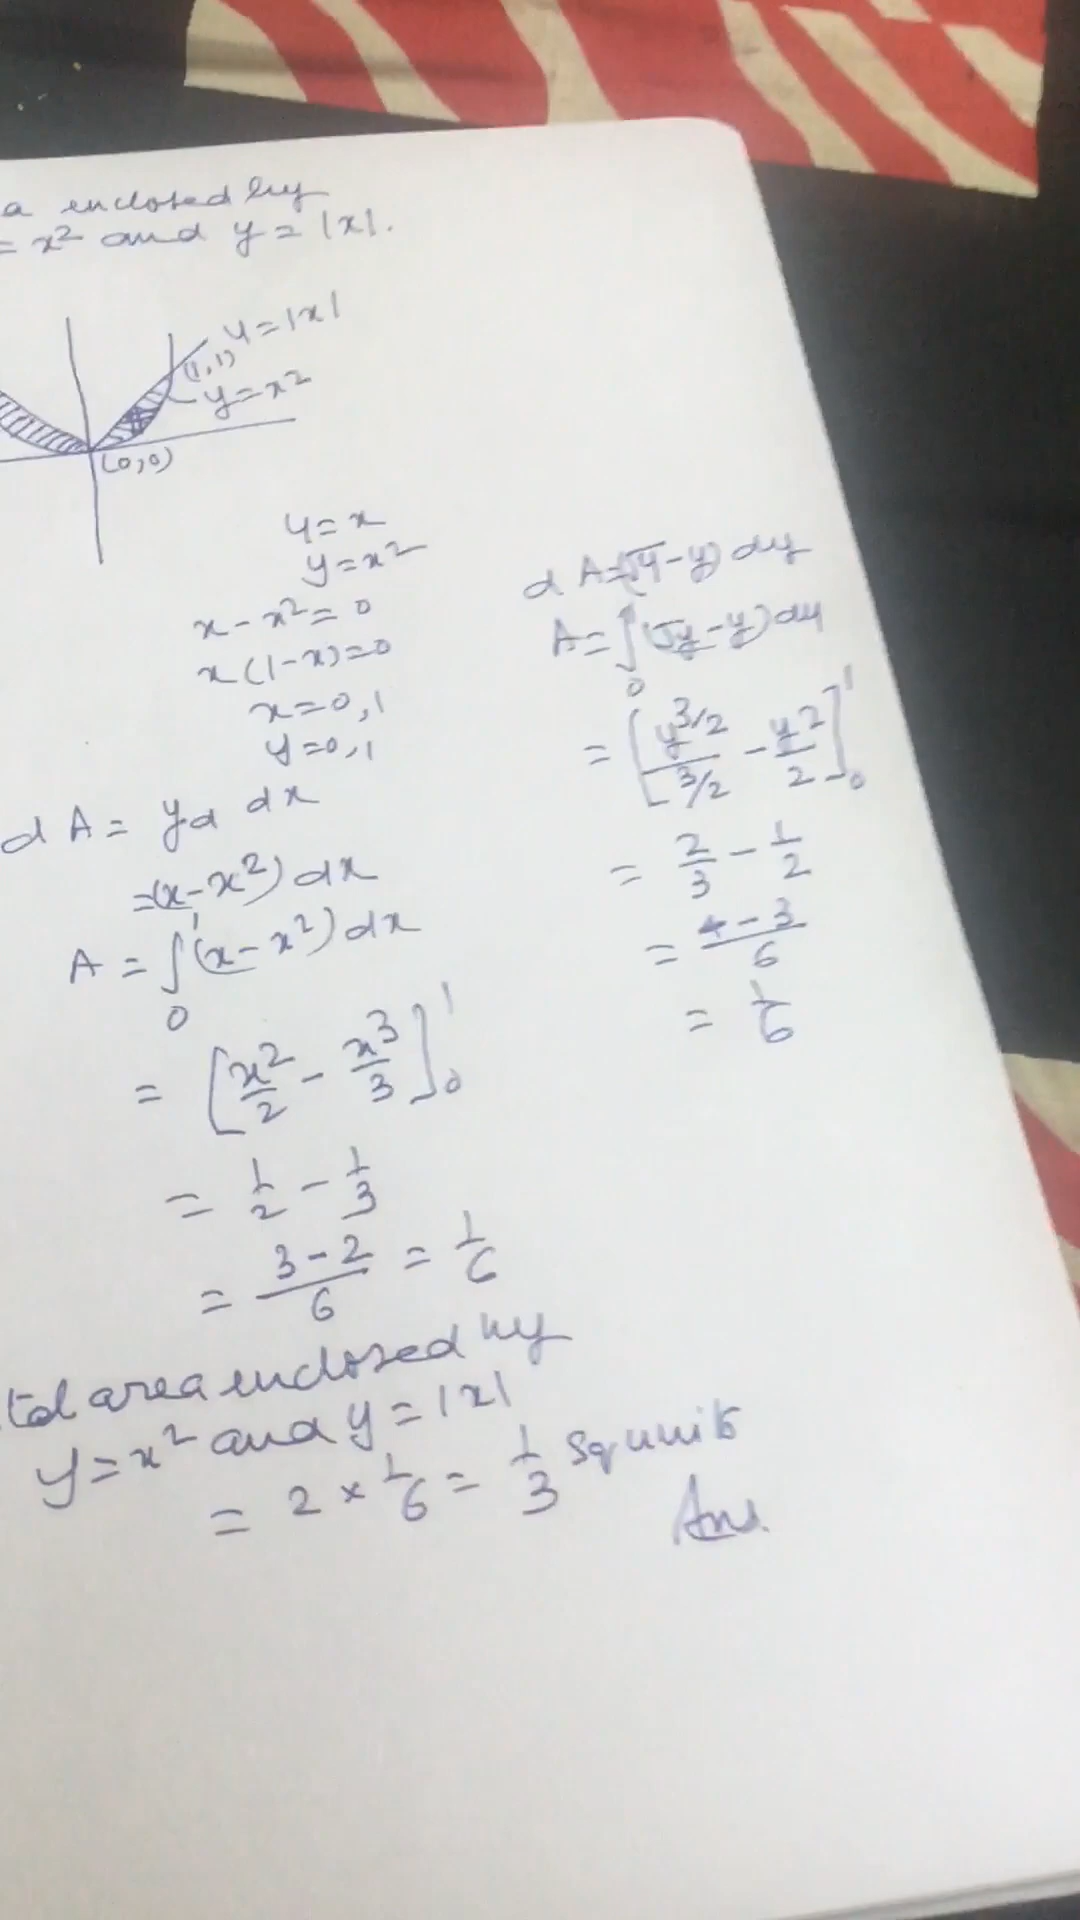 a enclosed by
= x² and y = |x|.
y = |x|
(1,1)
y = x²
(0,0)
y = x
y = x²
x - x² = 0
x(1-x) = 0
x = 0,1
y = 0,1
dA = yd dx
= (x - x²) dx
A = ∫₀¹ (x - x²) dx
= [x²/2 - x³/3]₀¹
= 1/2 - 1/3
= (3-2)/6 = 1/6
tal area enclosed by
y = x² and y = |x|
= 2 × 1/6 = 1/3 sq units
Ans.
dA = (√y - y) dy
A = ∫₀¹ (√y - y) dy
= [y^(3/2)/(3/2) - y²/2]₀¹
= 2/3 - 1/2
= (4-3)/6
= 1/6